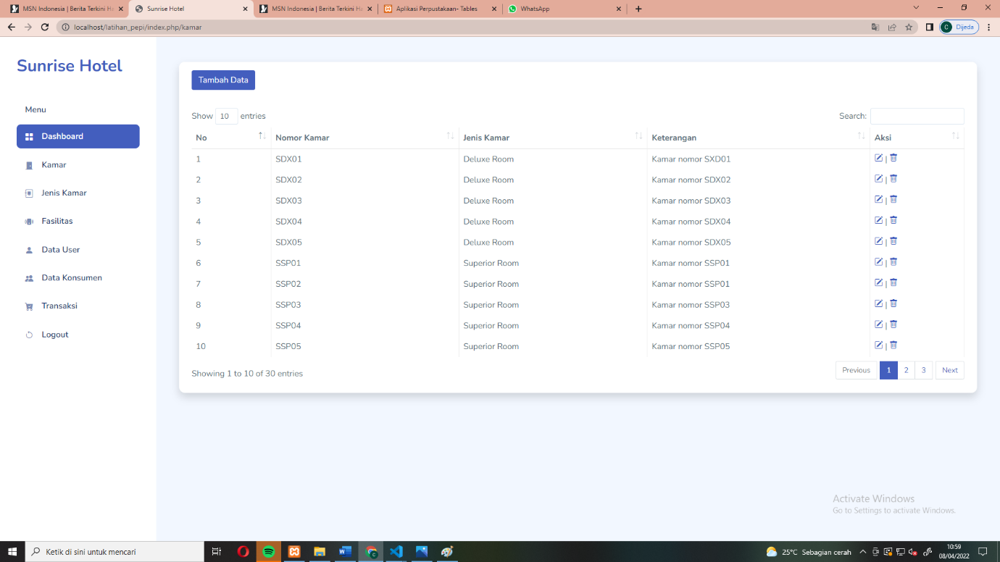 MSN Indonesia | Berita Terkini Ha
Sunrise Hotel
MSN Indonesia | Berita Terkini Ha
Aplikasi Perpustakaan- Tables
WhatsApp
localhost/latihan_pepi/index.php/kamar
C Dijeda
Sunrise Hotel
Menu
Dashboard
Kamar
Jenis Kamar
Fasilitas
Data User
Data Konsumen
Transaksi
Logout
Tambah Data
Show 10 entries
Search:
No Nomor Kamar Jenis Kamar Keterangan Aksi
1 SDX01 Deluxe Room Kamar nomor SXD01 |
2 SDX02 Deluxe Room Kamar nomor SDX02 |
3 SDX03 Deluxe Room Kamar nomor SDX03 |
4 SDX04 Deluxe Room Kamar nomor SDX04 |
5 SDX05 Deluxe Room Kamar nomor SDX05 |
6 SSP01 Superior Room Kamar nomor SSP01 |
7 SSP02 Superior Room Kamar nomor SSP01 |
8 SSP03 Superior Room Kamar nomor SSP03 |
9 SSP04 Superior Room Kamar nomor SSP04 |
10 SSP05 Superior Room Kamar nomor SSP05 |
Showing 1 to 10 of 30 entries
Previous 1 2 3 Next
Activate Windows
Go to Settings to activate Windows.
Ketik di sini untuk mencari
25°C Sebagian cerah
10:59
08/04/2022